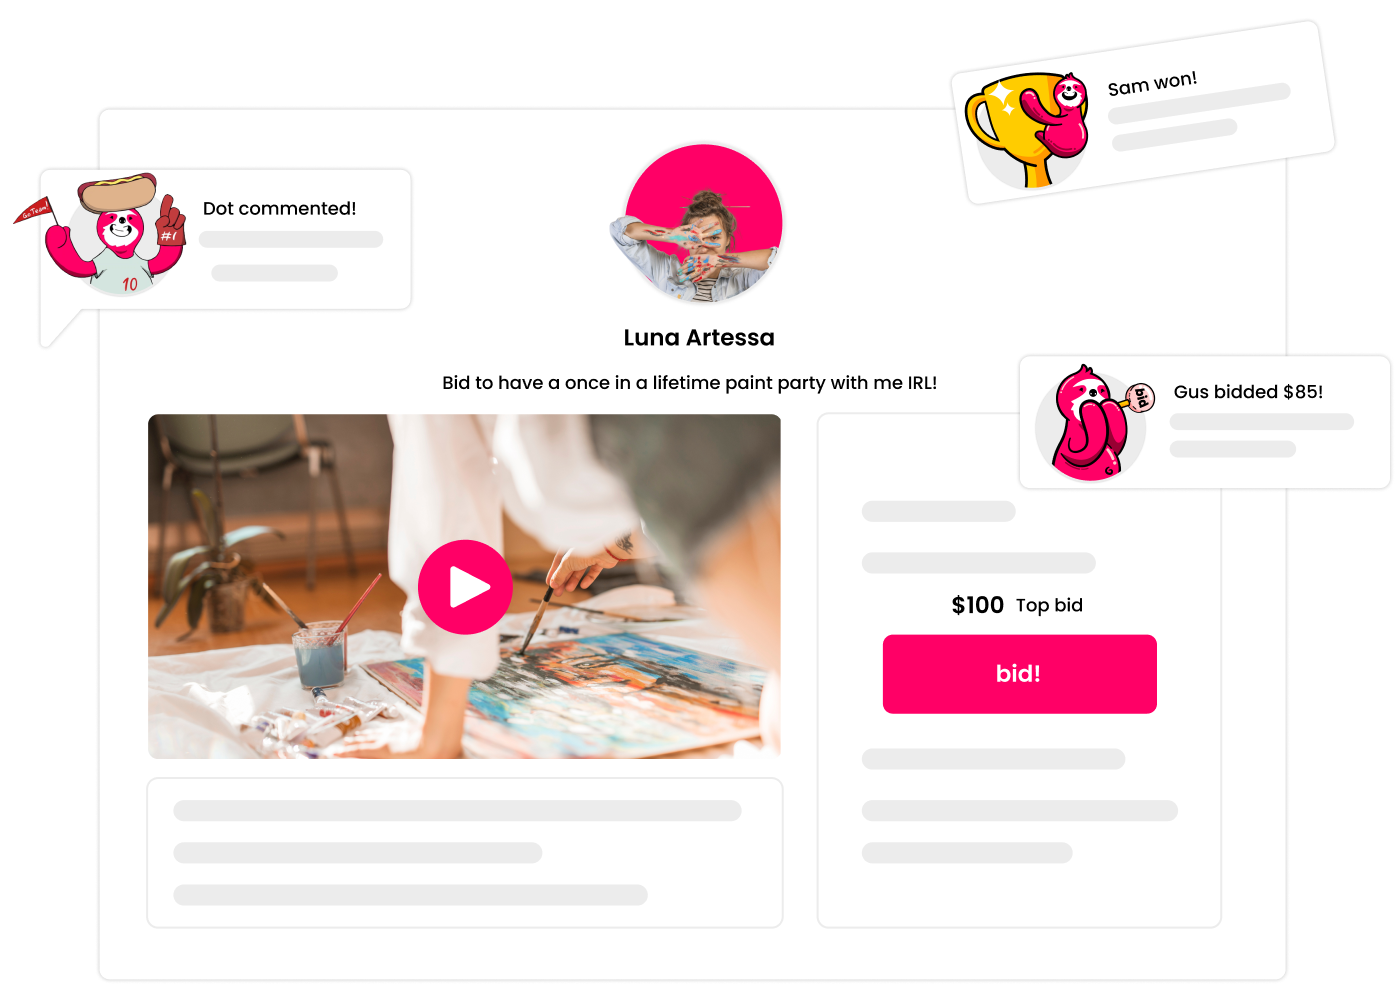 Sam won!
Dot commented!
Go Team!
#1
10
Luna Artessa
Bid to have a once in a lifetime paint party with me IRL!
Gus bidded $85!
bid
G
$100 Top bid
bid!